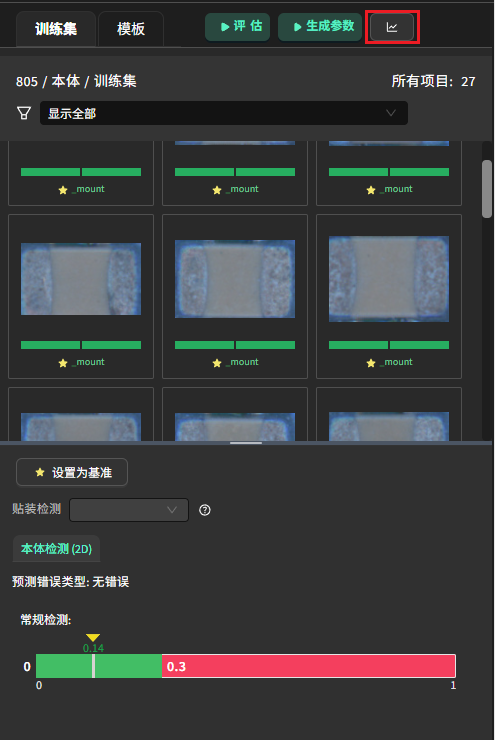 训练集 模板 评 估 生成参数
805 / 本体 / 训练集 所有项目: 27
显示全部
_mount _mount _mount
_mount _mount _mount
设置为基准
贴装检测
本体检测 (2D)
预测错误类型: 无错误
常规检测:
0.14
0 0.3
0 1